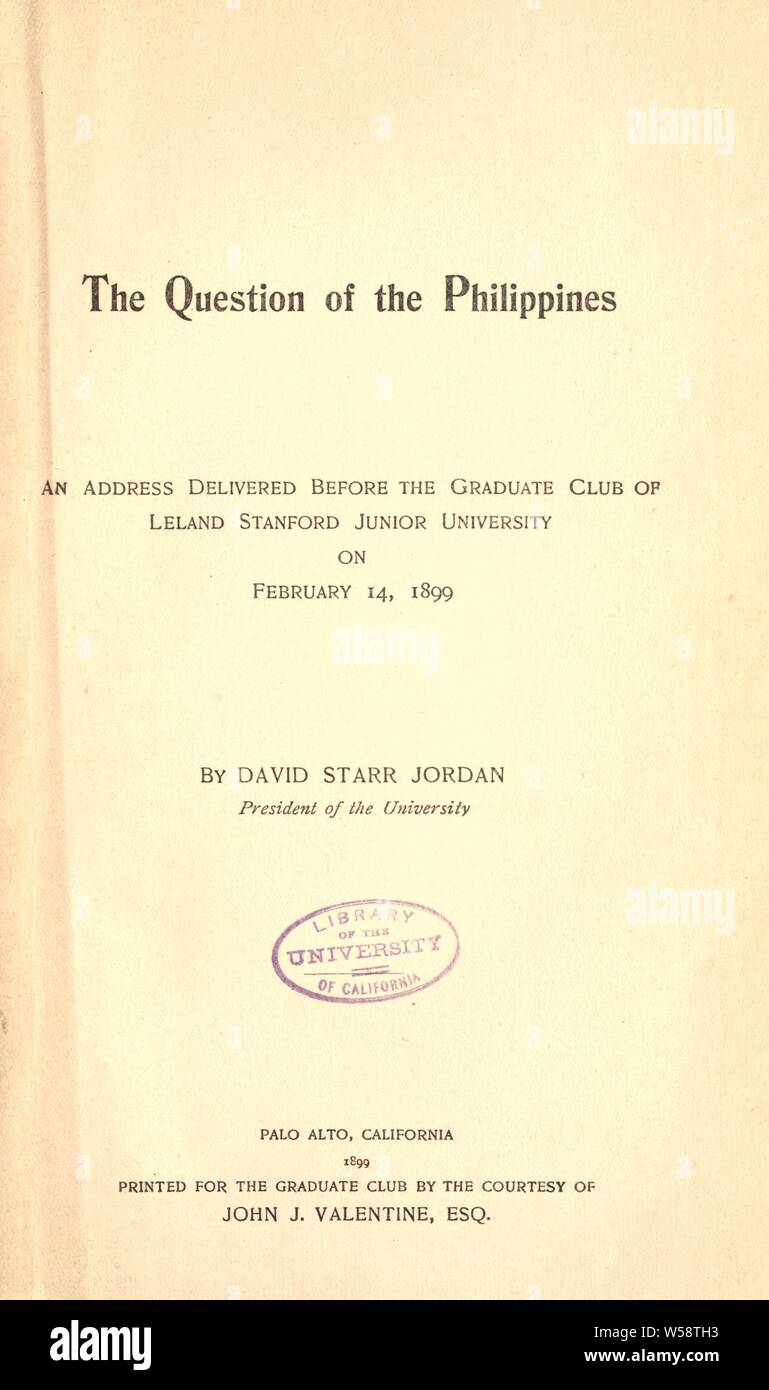 The Question of the Philippines
AN ADDRESS DELIVERED BEFORE THE GRADUATE CLUB OF
LELAND STANFORD JUNIOR UNIVERSITY
ON
FEBRUARY 14, 1899
BY DAVID STARR JORDAN
President of the University
LIBRARY
OF THE
UNIVERSITY
OF CALIFORNIA
PALO ALTO, CALIFORNIA
1899
PRINTED FOR THE GRADUATE CLUB BY THE COURTESY OF
JOHN J. VALENTINE, ESQ.
a a alamy
a a a
alamy
a a
a alamy
a a
alamy
Image ID: W58TH3
www.alamy.com